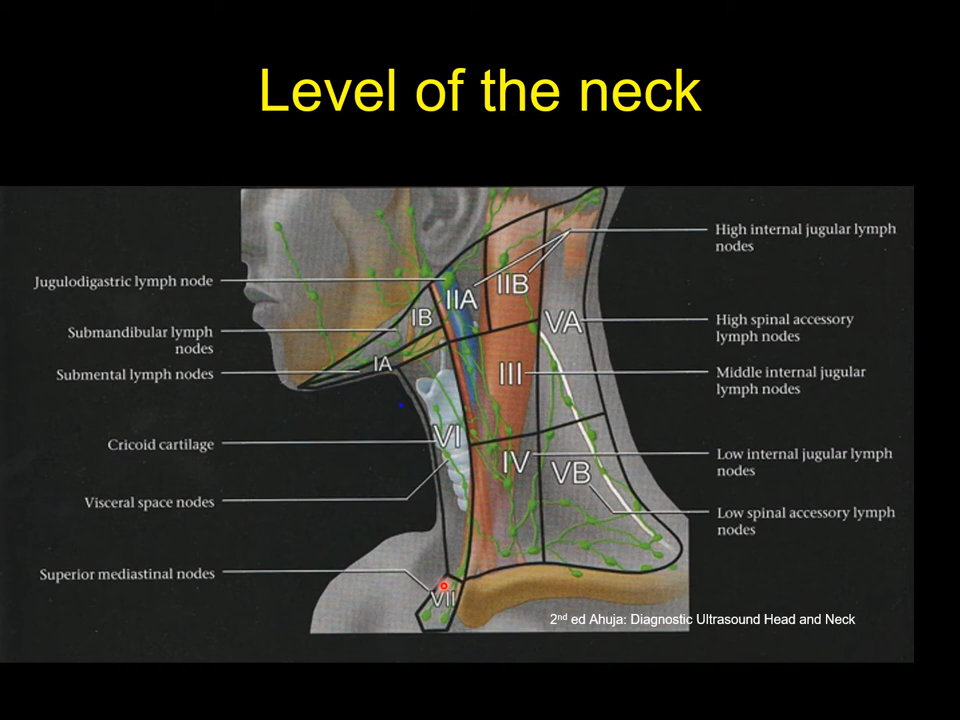 Level of the neck
High internal jugular lymph
nodes
Jugulodigastric lymph node
IIA
IIB
IB
VA
High spinal accessory
lymph nodes
Submandibular lymph
nodes
IA
Submental lymph nodes
III
Middle internal jugular
lymph nodes
Cricoid cartilage
VI
IV
VB
Low internal jugular lymph
nodes
Visceral space nodes
Low spinal accessory lymph
nodes
Superior mediastinal nodes
VII
2nd ed Ahuja: Diagnostic Ultrasound Head and Neck